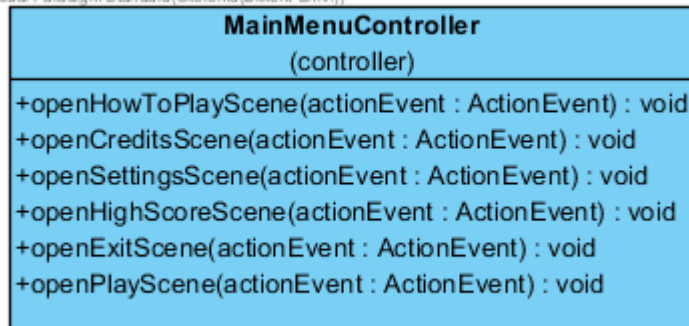 MainMenuController
(controller)
+openHowToPlayScene(actionEvent : ActionEvent) : void
+openCreditsScene(actionEvent : ActionEvent) : void
+openSettingsScene(actionEvent : ActionEvent) : void
+openHighScoreScene(actionEvent : ActionEvent) : void
+openExitScene(actionEvent : ActionEvent) : void
+openPlayScene(actionEvent : ActionEvent) : void